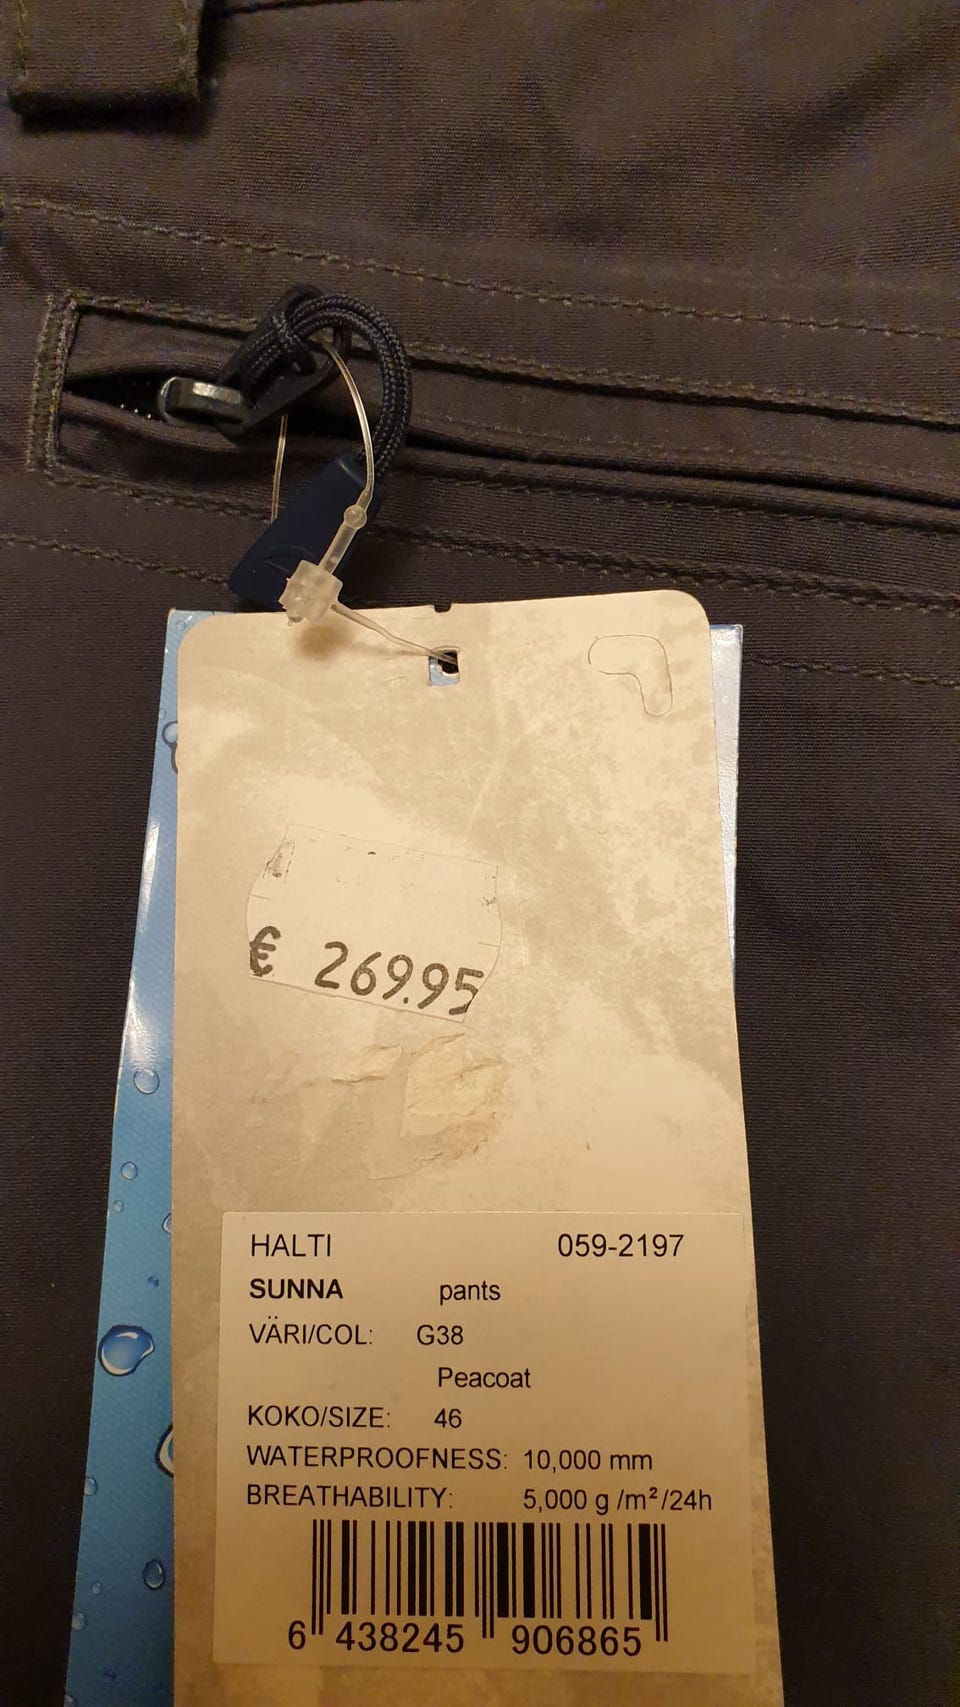 € 269.95
HALTI 059-2197
SUNNA pants
VÄRI/COL: G38
Peacoat
KOKO/SIZE: 46
WATERPROOFNESS: 10,000 mm
BREATHABILITY: 5,000 g /m²/24h
6 438245 906865